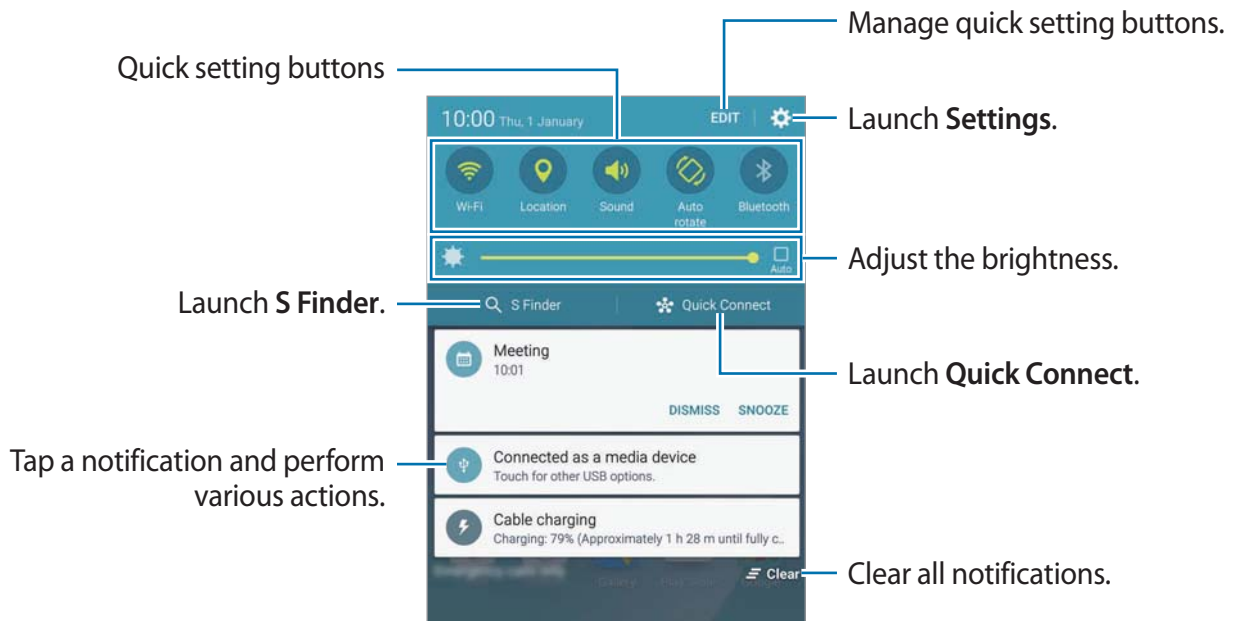 Manage quick setting buttons.
Quick setting buttons
10:00 Thu, 1 January
EDIT
Launch Settings.
Wi-Fi
Location
Sound
Auto
rotate
Bluetooth
Auto
Adjust the brightness.
Launch S Finder.
S Finder
Quick Connect
Meeting
10:01
Launch Quick Connect.
DISMISS SNOOZE
Tap a notification and perform
various actions.
Connected as a media device
Touch for other USB options.
Cable charging
Charging: 79% (Approximately 1 h 28 m until fully c..
Gallery
Clear
Clear all notifications.